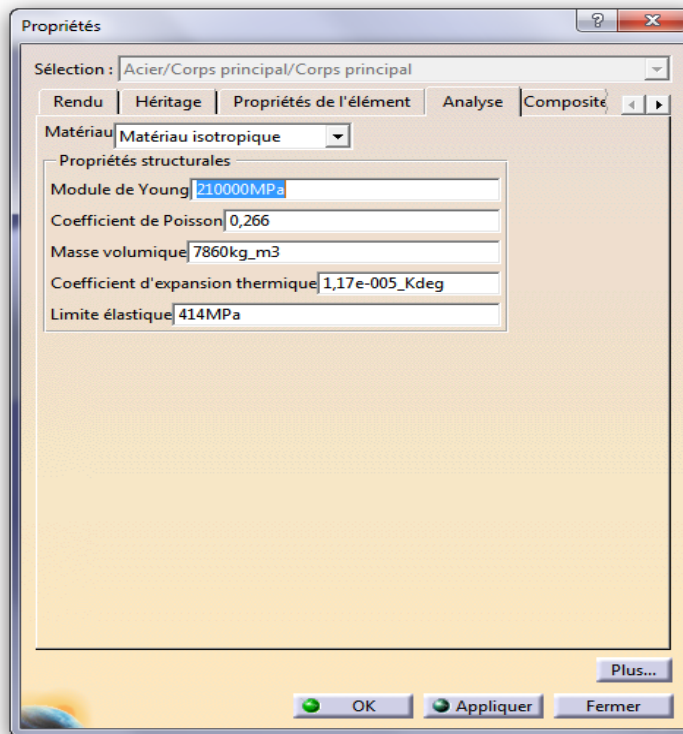 Propriétés
Sélection : Acier/Corps principal/Corps principal
Rendu Héritage Propriétés de l'élément Analyse Composite
Matériau Matériau isotropique
Propriétés structurales
Module de Young 210000MPa
Coefficient de Poisson 0,266
Masse volumique 7860kg_m3
Coefficient d'expansion thermique 1,17e-005_Kdeg
Limite élastique 414MPa
Plus...
OK Appliquer Fermer